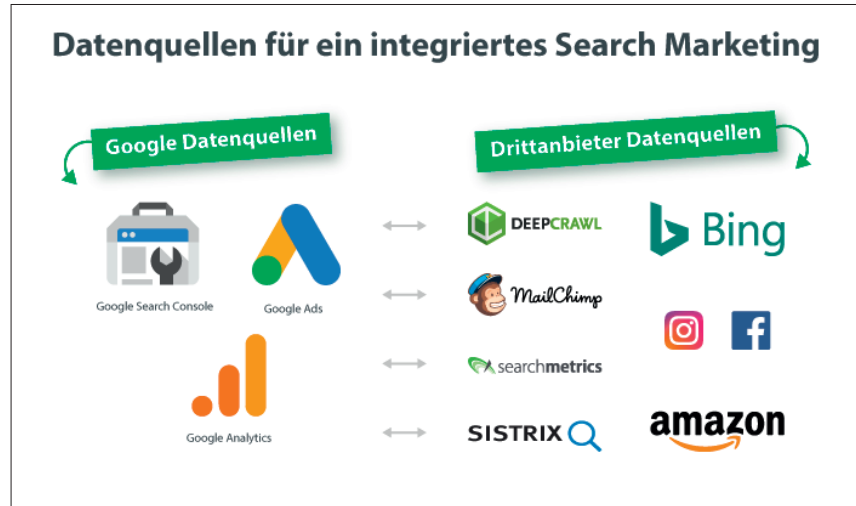 Datenquellen für ein integriertes Search Marketing
Google Datenquellen
Drittanbieter Datenquellen
Google Search Console
Google Ads
Google Analytics
DEEPCRAWL
Bing
MailChimp
searchmetrics
SISTRIX
amazon